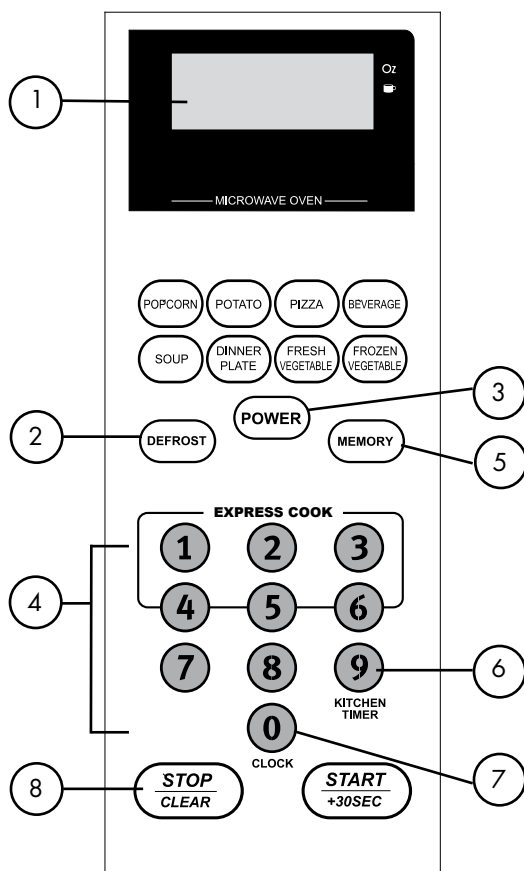 1
Oz
MICROWAVE OVEN
POPCORN POTATO PIZZA BEVERAGE
SOUP DINNER PLATE FRESH VEGETABLE FROZEN VEGETABLE
3
POWER
2
DEFROST
MEMORY
5
EXPRESS COOK
1 2 3
4
4 5 6
7 8 9
6
KITCHEN
TIMER
0
CLOCK
7
8
STOP
CLEAR
START
+30SEC